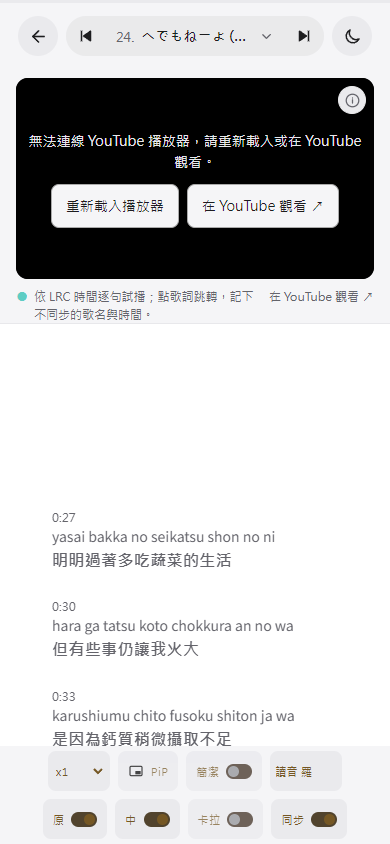 24. へでもねーよ (...
無法連線 YouTube 播放器，請重新載入或在 YouTube
觀看。
重新載入播放器
在 YouTube 觀看 ↗
依 LRC 時間逐句試播；點歌詞跳轉，記下
不同步的歌名與時間。
在 YouTube 觀看 ↗
0:27
yasai bakka no seikatsu shon no ni
明明過著多吃蔬菜的生活
0:30
hara ga tatsu koto chokkura an no wa
但有些事仍讓我火大
0:33
karushiumu chito fusoku shiton ja wa
是因為鈣質稍微攝取不足
x1
PiP
簡潔
讀音 羅
原
中
卡拉
同步